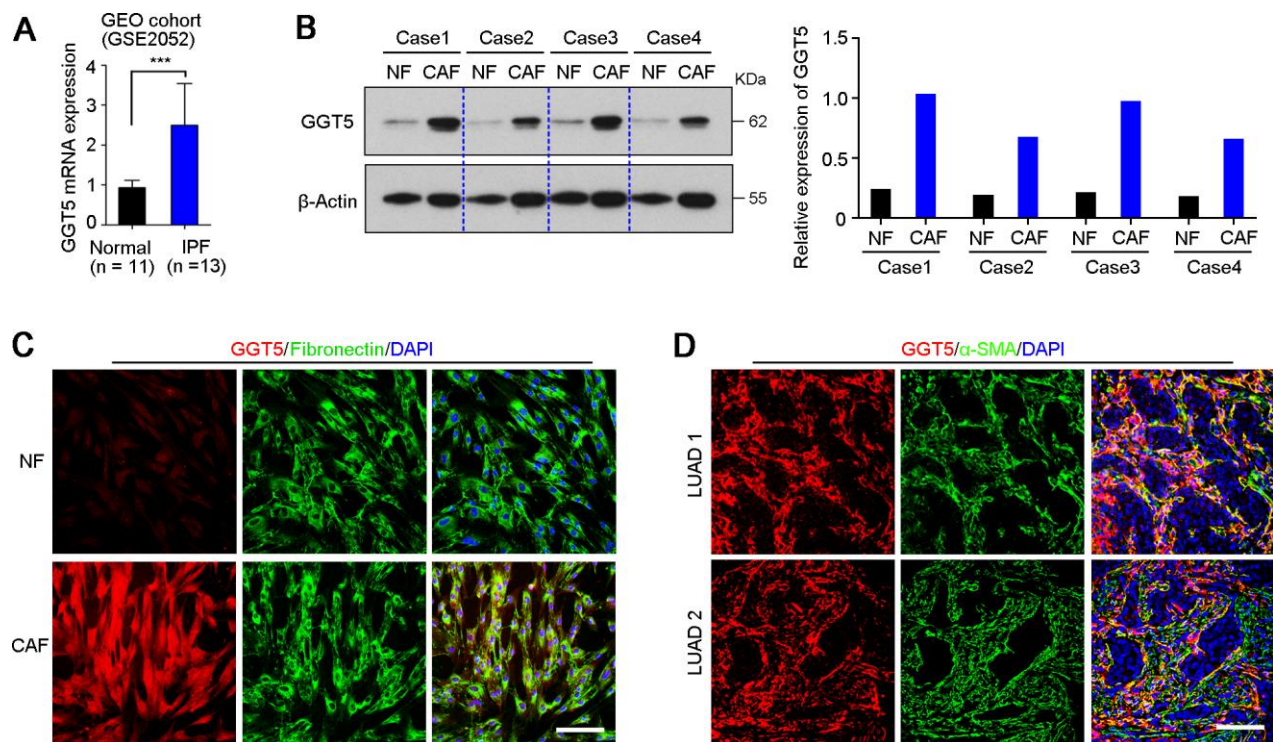 A
GEO cohort
(GSE2052)
***
GGT5 mRNA expression
4
3
2
1
0
Normal
(n = 11)
IPF
(n =13)
B
Case1 Case2 Case3 Case4
NF CAF NF CAF NF CAF NF CAF
KDa
GGT5
62
β-Actin
55
Relative expression of GGT5
1.5
1.0
0.5
0
NF CAF NF CAF NF CAF NF CAF
Case1 Case2 Case3 Case4
C
GGT5/Fibronectin/DAPI
NF
CAF
D
GGT5/α-SMA/DAPI
LUAD 1
LUAD 2